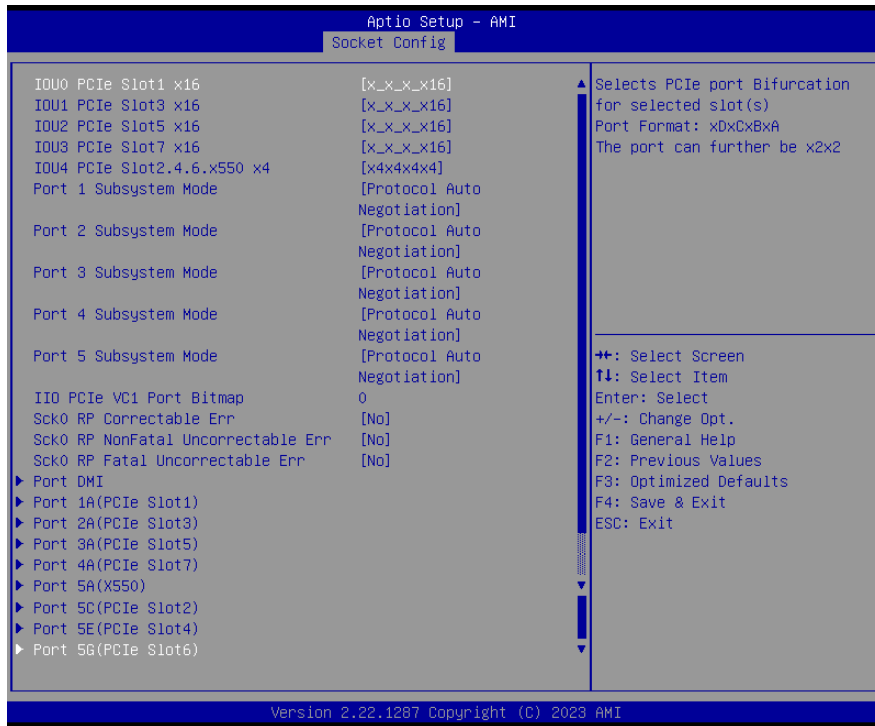 Aptio Setup - AMI
Socket Config
IOU0 PCIe Slot1 x16 [x_x_x_x16]
IOU1 PCIe Slot3 x16 [x_x_x_x16]
IOU2 PCIe Slot5 x16 [x_x_x_x16]
IOU3 PCIe Slot7 x16 [x_x_x_x16]
IOU4 PCIe Slot2.4.6.x550 x4 [x4x4x4x4]
Port 1 Subsystem Mode [Protocol Auto
Negotiation]
Port 2 Subsystem Mode [Protocol Auto
Negotiation]
Port 3 Subsystem Mode [Protocol Auto
Negotiation]
Port 4 Subsystem Mode [Protocol Auto
Negotiation]
Port 5 Subsystem Mode [Protocol Auto
Negotiation]
IIO PCIe VC1 Port Bitmap 0
Sck0 RP Correctable Err [No]
Sck0 RP NonFatal Uncorrectable Err [No]
Sck0 RP Fatal Uncorrectable Err [No]
Port DMI
Port 1A(PCIe Slot1)
Port 2A(PCIe Slot3)
Port 3A(PCIe Slot5)
Port 4A(PCIe Slot7)
Port 5A(X550)
Port 5C(PCIe Slot2)
Port 5E(PCIe Slot4)
Port 5G(PCIe Slot6)
Selects PCIe port Bifurcation
for selected slot(s)
Port Format: xDxCxBxA
The port can further be x2x2
→←: Select Screen
↑↓: Select Item
Enter: Select
+/-: Change Opt.
F1: General Help
F2: Previous Values
F3: Optimized Defaults
F4: Save & Exit
ESC: Exit
Version 2.22.1287 Copyright (C) 2023 AMI